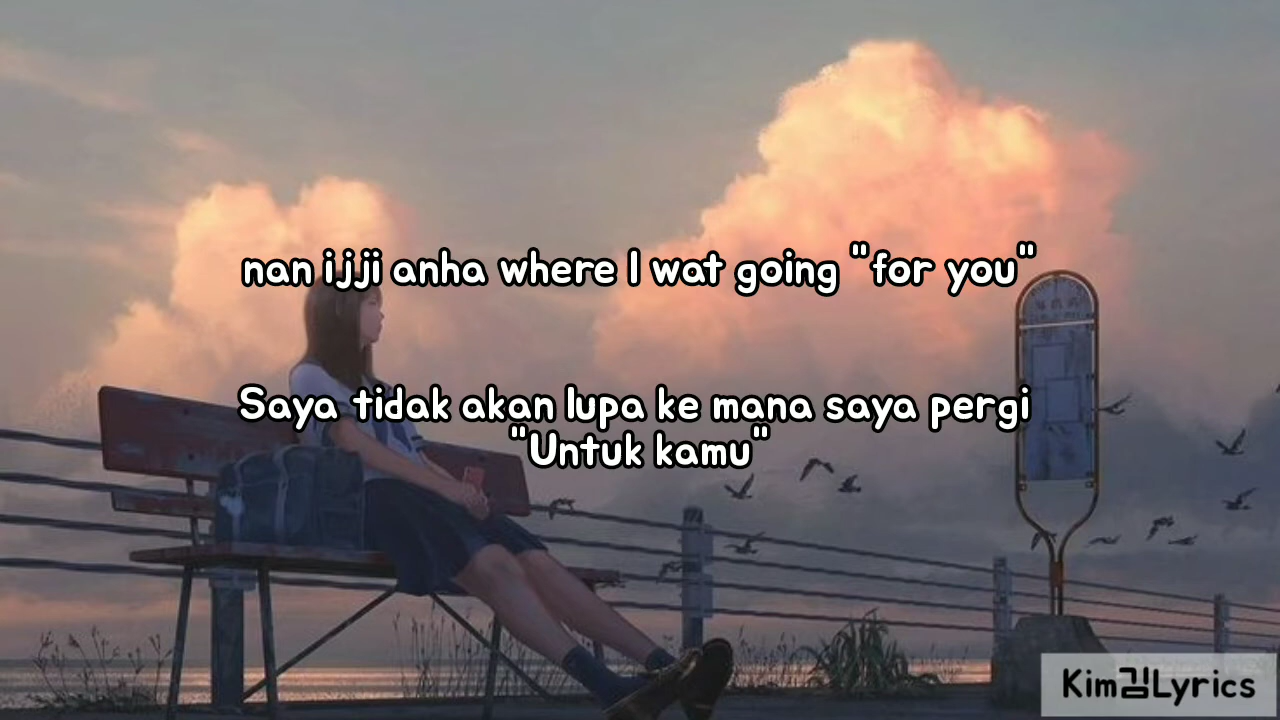 nan ijji anha where I wat going "for you"
Saya tidak akan lupa ke mana saya pergi
"Untuk kamu"
Kim김Lyrics